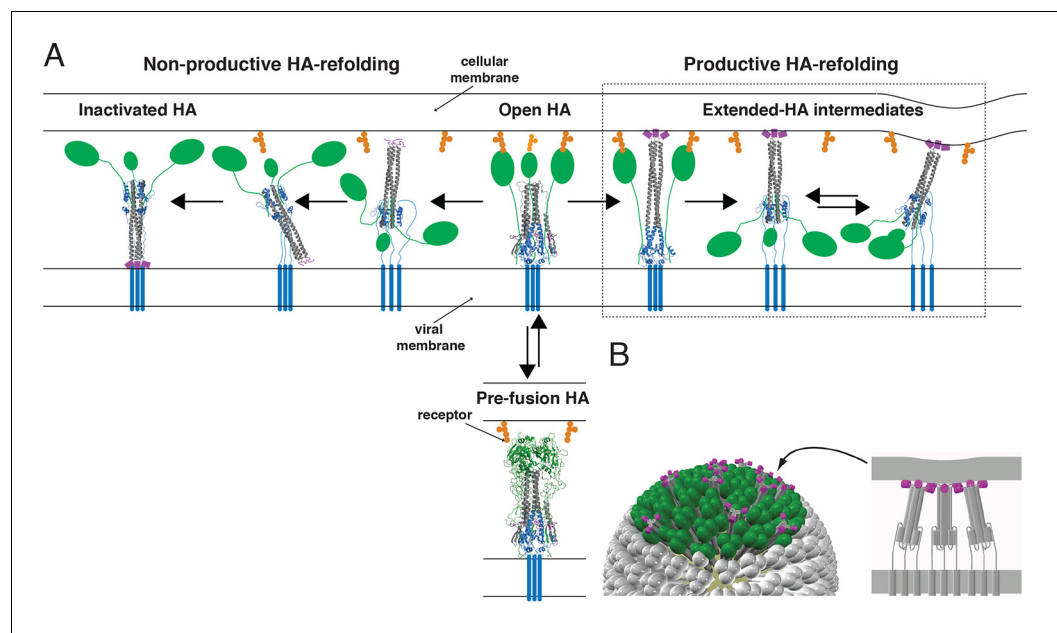 A
Non-productive HA-refolding
cellular
membrane
Productive HA-refolding
Inactivated HA
Open HA
Extended-HA intermediates
viral
membrane
B
Pre-fusion HA
receptor